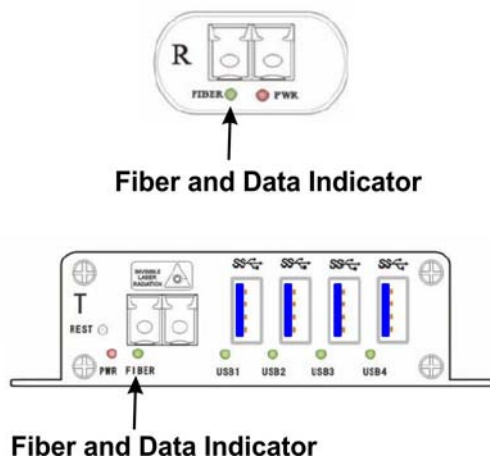 R
FIBER PWR
Fiber and Data Indicator
INVISIBLE
LASER
RADIATION
T
REST
PWR FIBER USB1 USB2 USB3 USB4
Fiber and Data Indicator